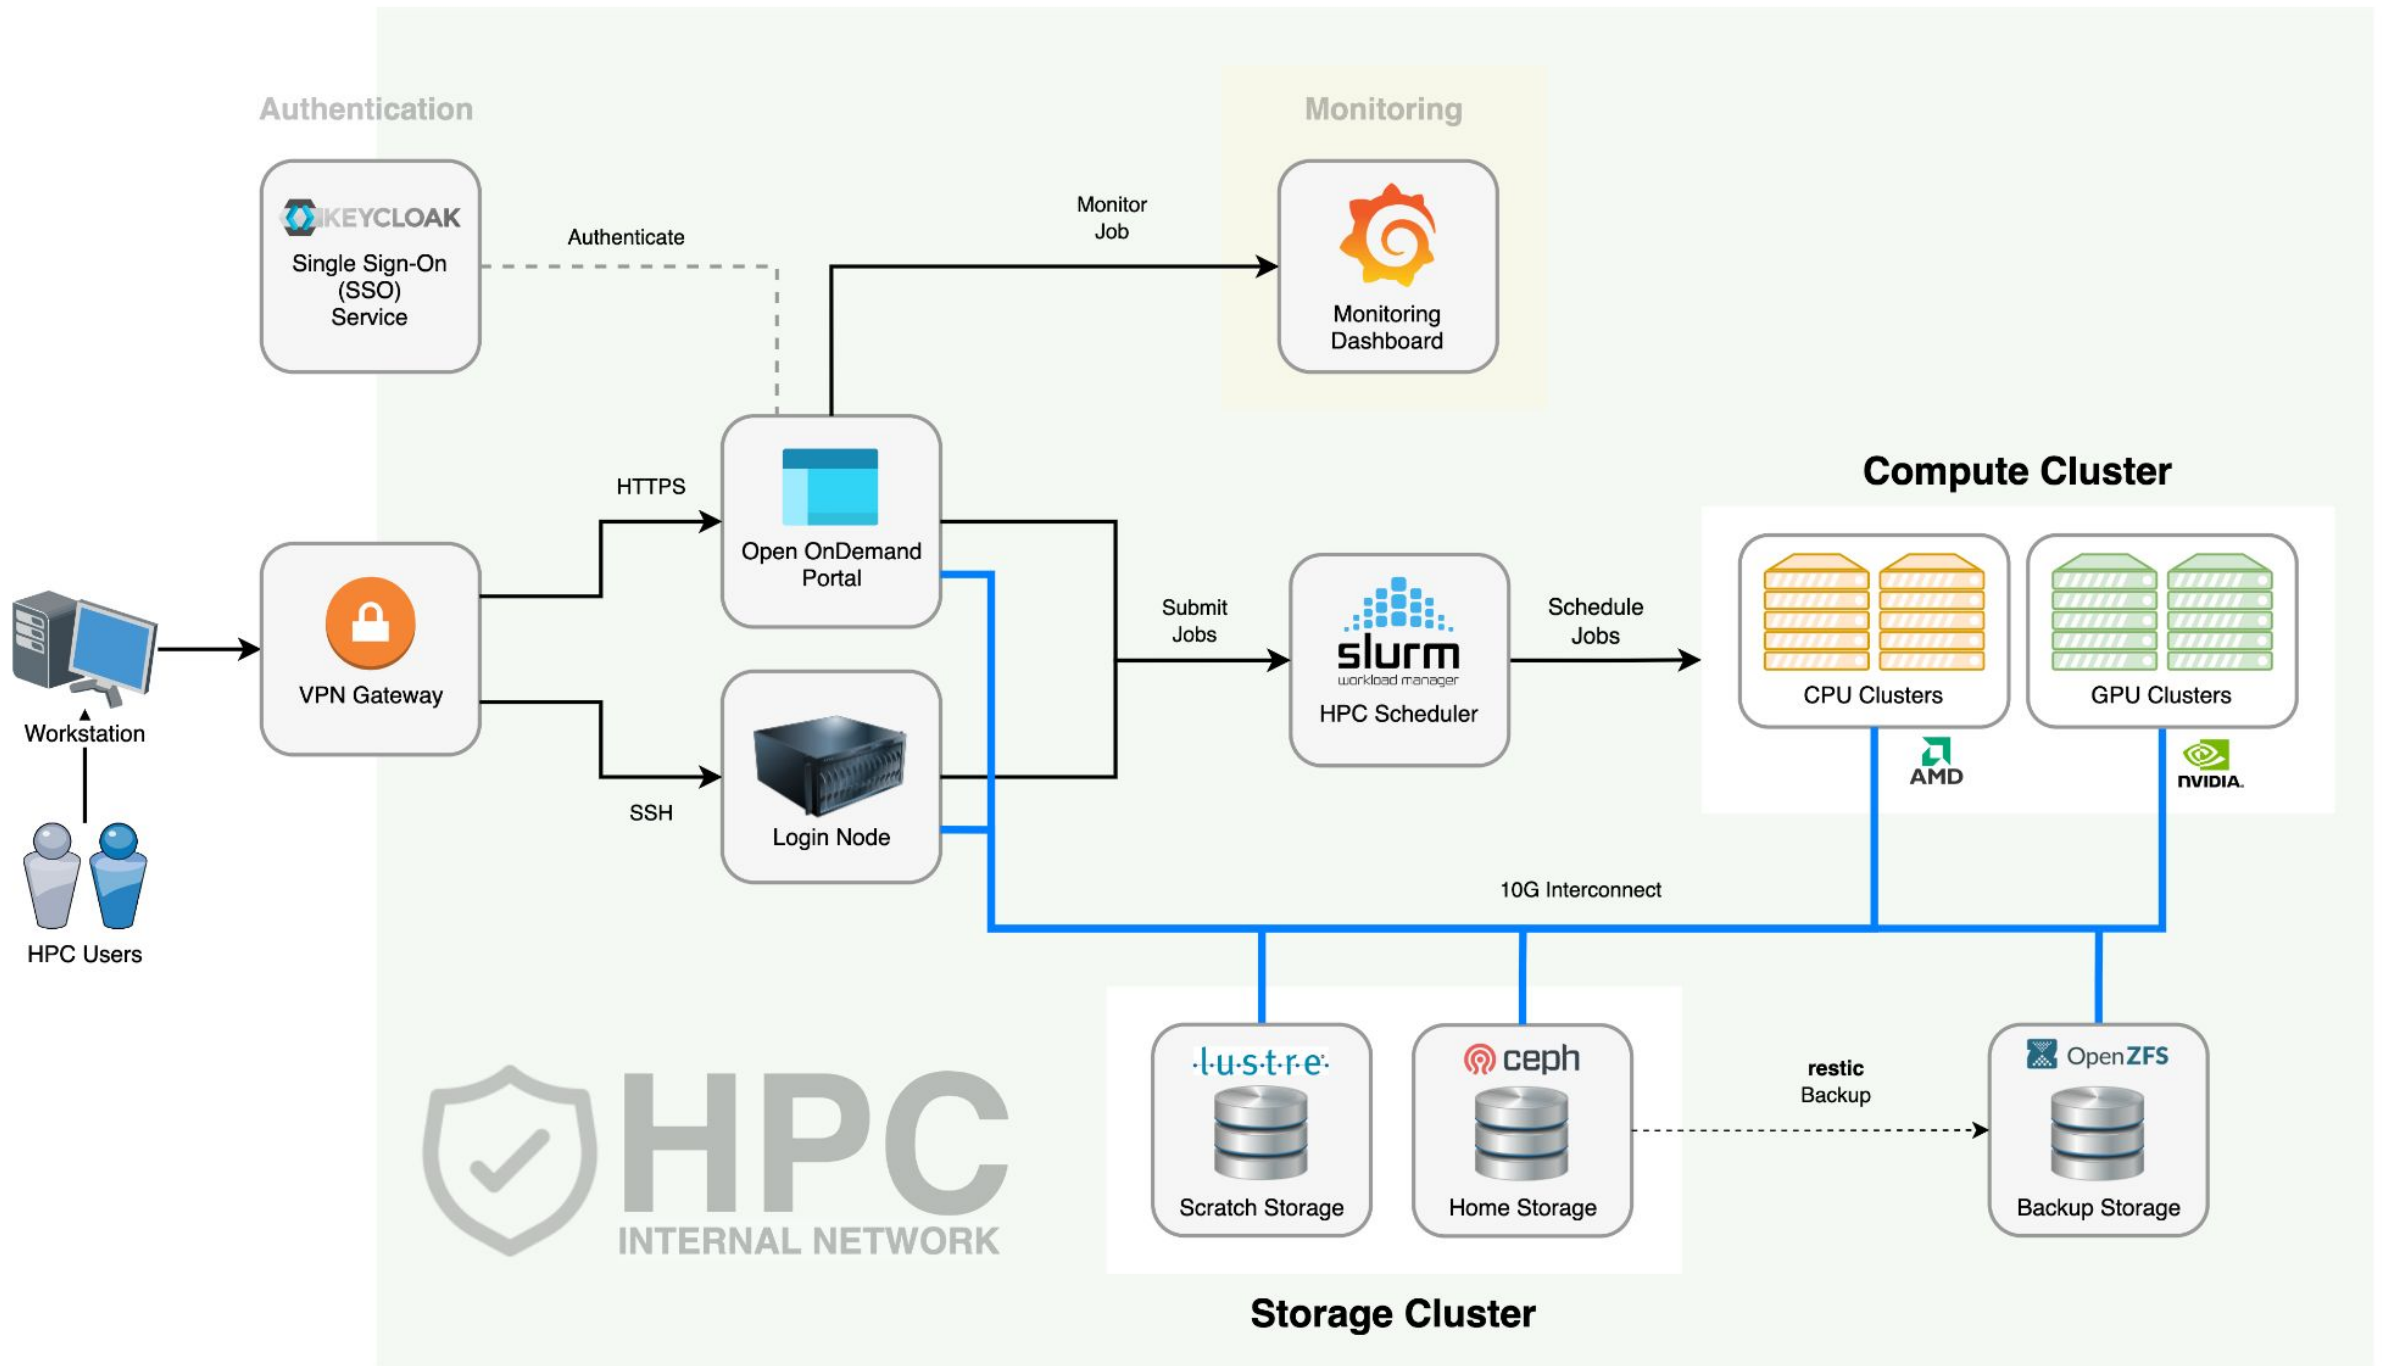 Authentication
Monitoring
KEYCLOAK
Single Sign-On
(SSO)
Service
Authenticate
Monitor
Job
Monitoring
Dashboard
HTTPS
Open OnDemand
Portal
Compute Cluster
VPN Gateway
Workstation
HPC Users
SSH
Login Node
Submit
Jobs
slurm
workload manager
HPC Scheduler
Schedule
Jobs
CPU Clusters
GPU Clusters
AMD
NVIDIA.
10G Interconnect
·l·u·s·t·r·e·
Scratch Storage
ceph
Home Storage
restic
Backup
OpenZFS
Backup Storage
HPC
INTERNAL NETWORK
Storage Cluster